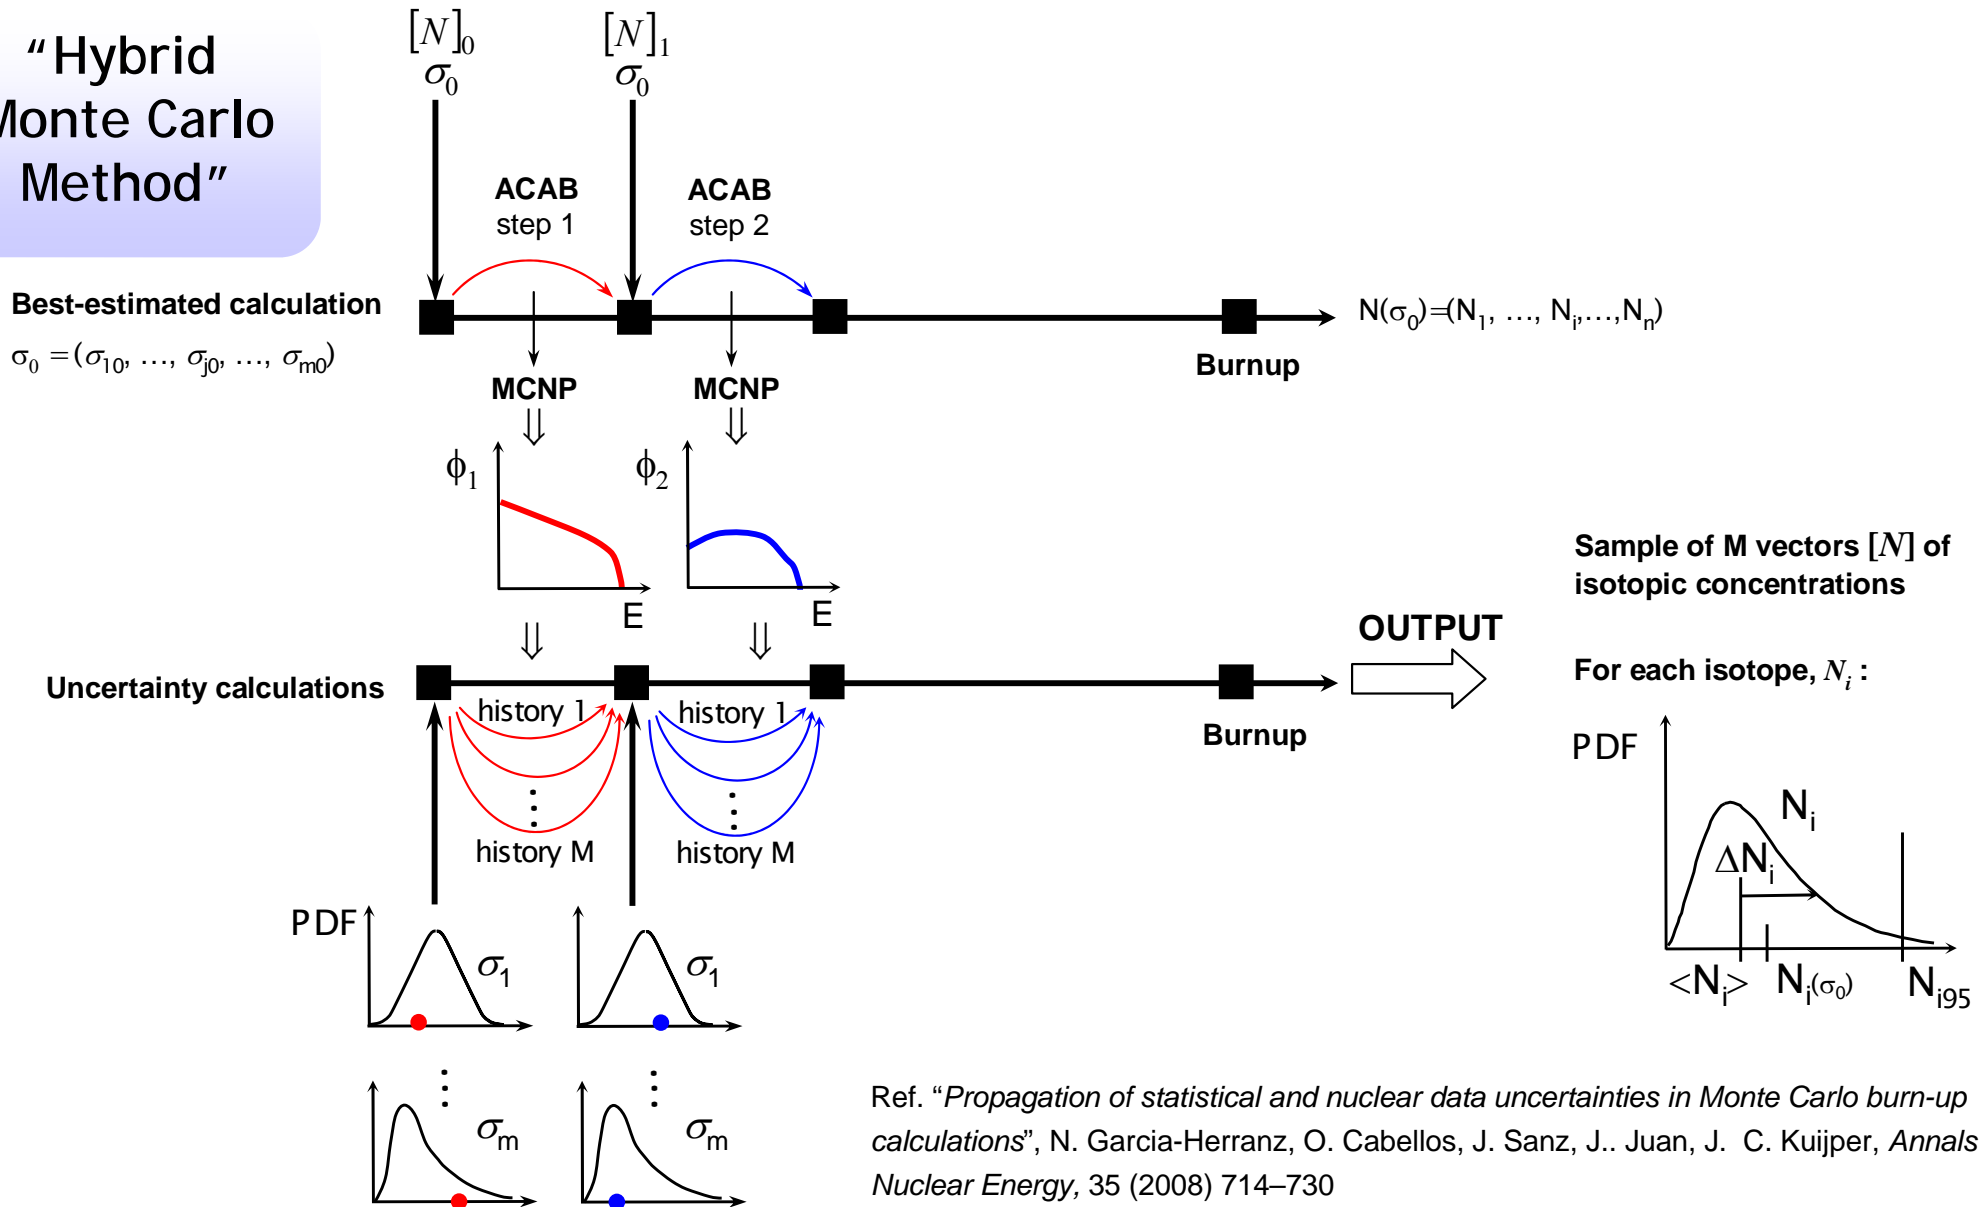 “Hybrid
Monte Carlo
Method”
[N]₀
σ₀
[N]₁
σ₀
ACAB
step 1
ACAB
step 2
Best-estimated calculation
σ₀ = (σ₁₀, …, σⱼ₀, …, σₘ₀)
N(σ₀)=(N₁, …, Nᵢ,…,Nₙ)
Burnup
MCNP
MCNP
⇓
⇓
ϕ₁
E
ϕ₂
E
⇓
⇓
Uncertainty calculations
history 1
history 1
⋮
⋮
history M
history M
Burnup
OUTPUT
Sample of M vectors [N] of
isotopic concentrations
For each isotope, Nᵢ :
PDF
Nᵢ
ΔNᵢ
<Nᵢ>
Nᵢ(σ₀)
Nᵢ₉₅
PDF
σ₁
σ₁
⋮
⋮
σₘ
σₘ
Ref. “Propagation of statistical and nuclear data uncertainties in Monte Carlo burn-up
calculations”, N. Garcia-Herranz, O. Cabellos, J. Sanz, J.. Juan, J. C. Kuijper, Annals
Nuclear Energy, 35 (2008) 714–730